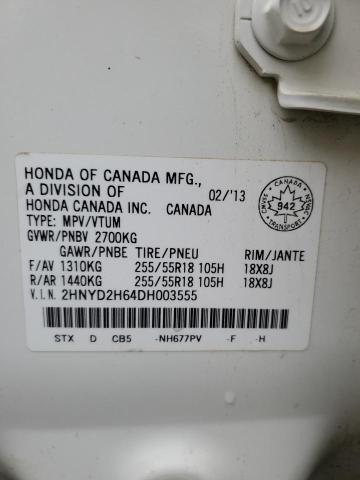 HONDA OF CANADA MFG.,
A DIVISION OF 02/'13
HONDA CANADA INC. CANADA
TYPE: MPV/VTUM
GVWR/PNBV 2700KG
GAWR/PNBE TIRE/PNEU RIM/JANTE
F/AV 1310KG 255/55R18 105H 18X8J
R/AR 1440KG 255/55R18 105H 18X8J
V.I.N. 2HNYD2H64DH003555
STX D CB5 -NH677PV -F -H
CANADA
942
TRANSPORT